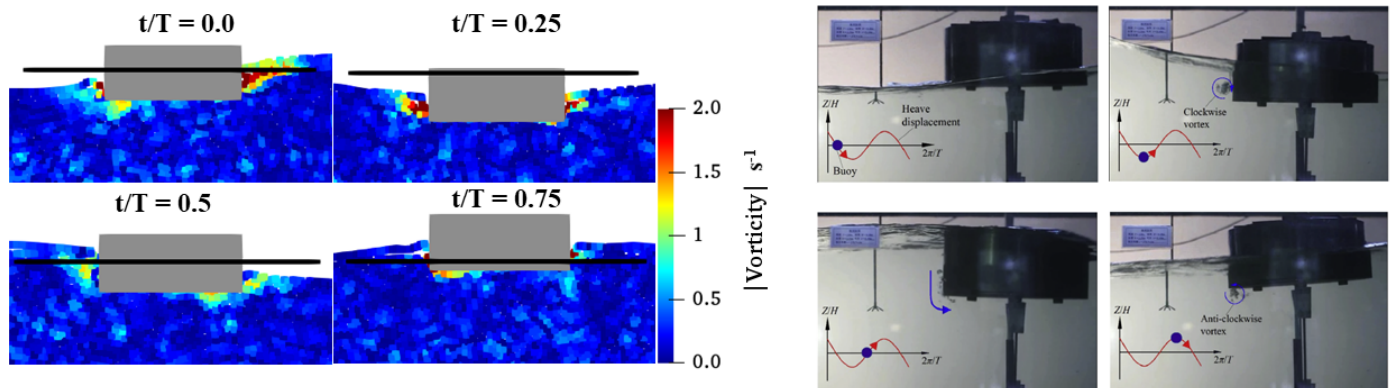 t/T = 0.0
t/T = 0.25
t/T = 0.5
t/T = 0.75
2.0
1.5
1
0.5
0.0
|Vorticity| s⁻¹
Z/H
Heave
displacement
2π/T
Buoy
Z/H
Clockwise
vortex
2π/T
Z/H
2π/T
Z/H
Anti-clockwise
vortex
2π/T